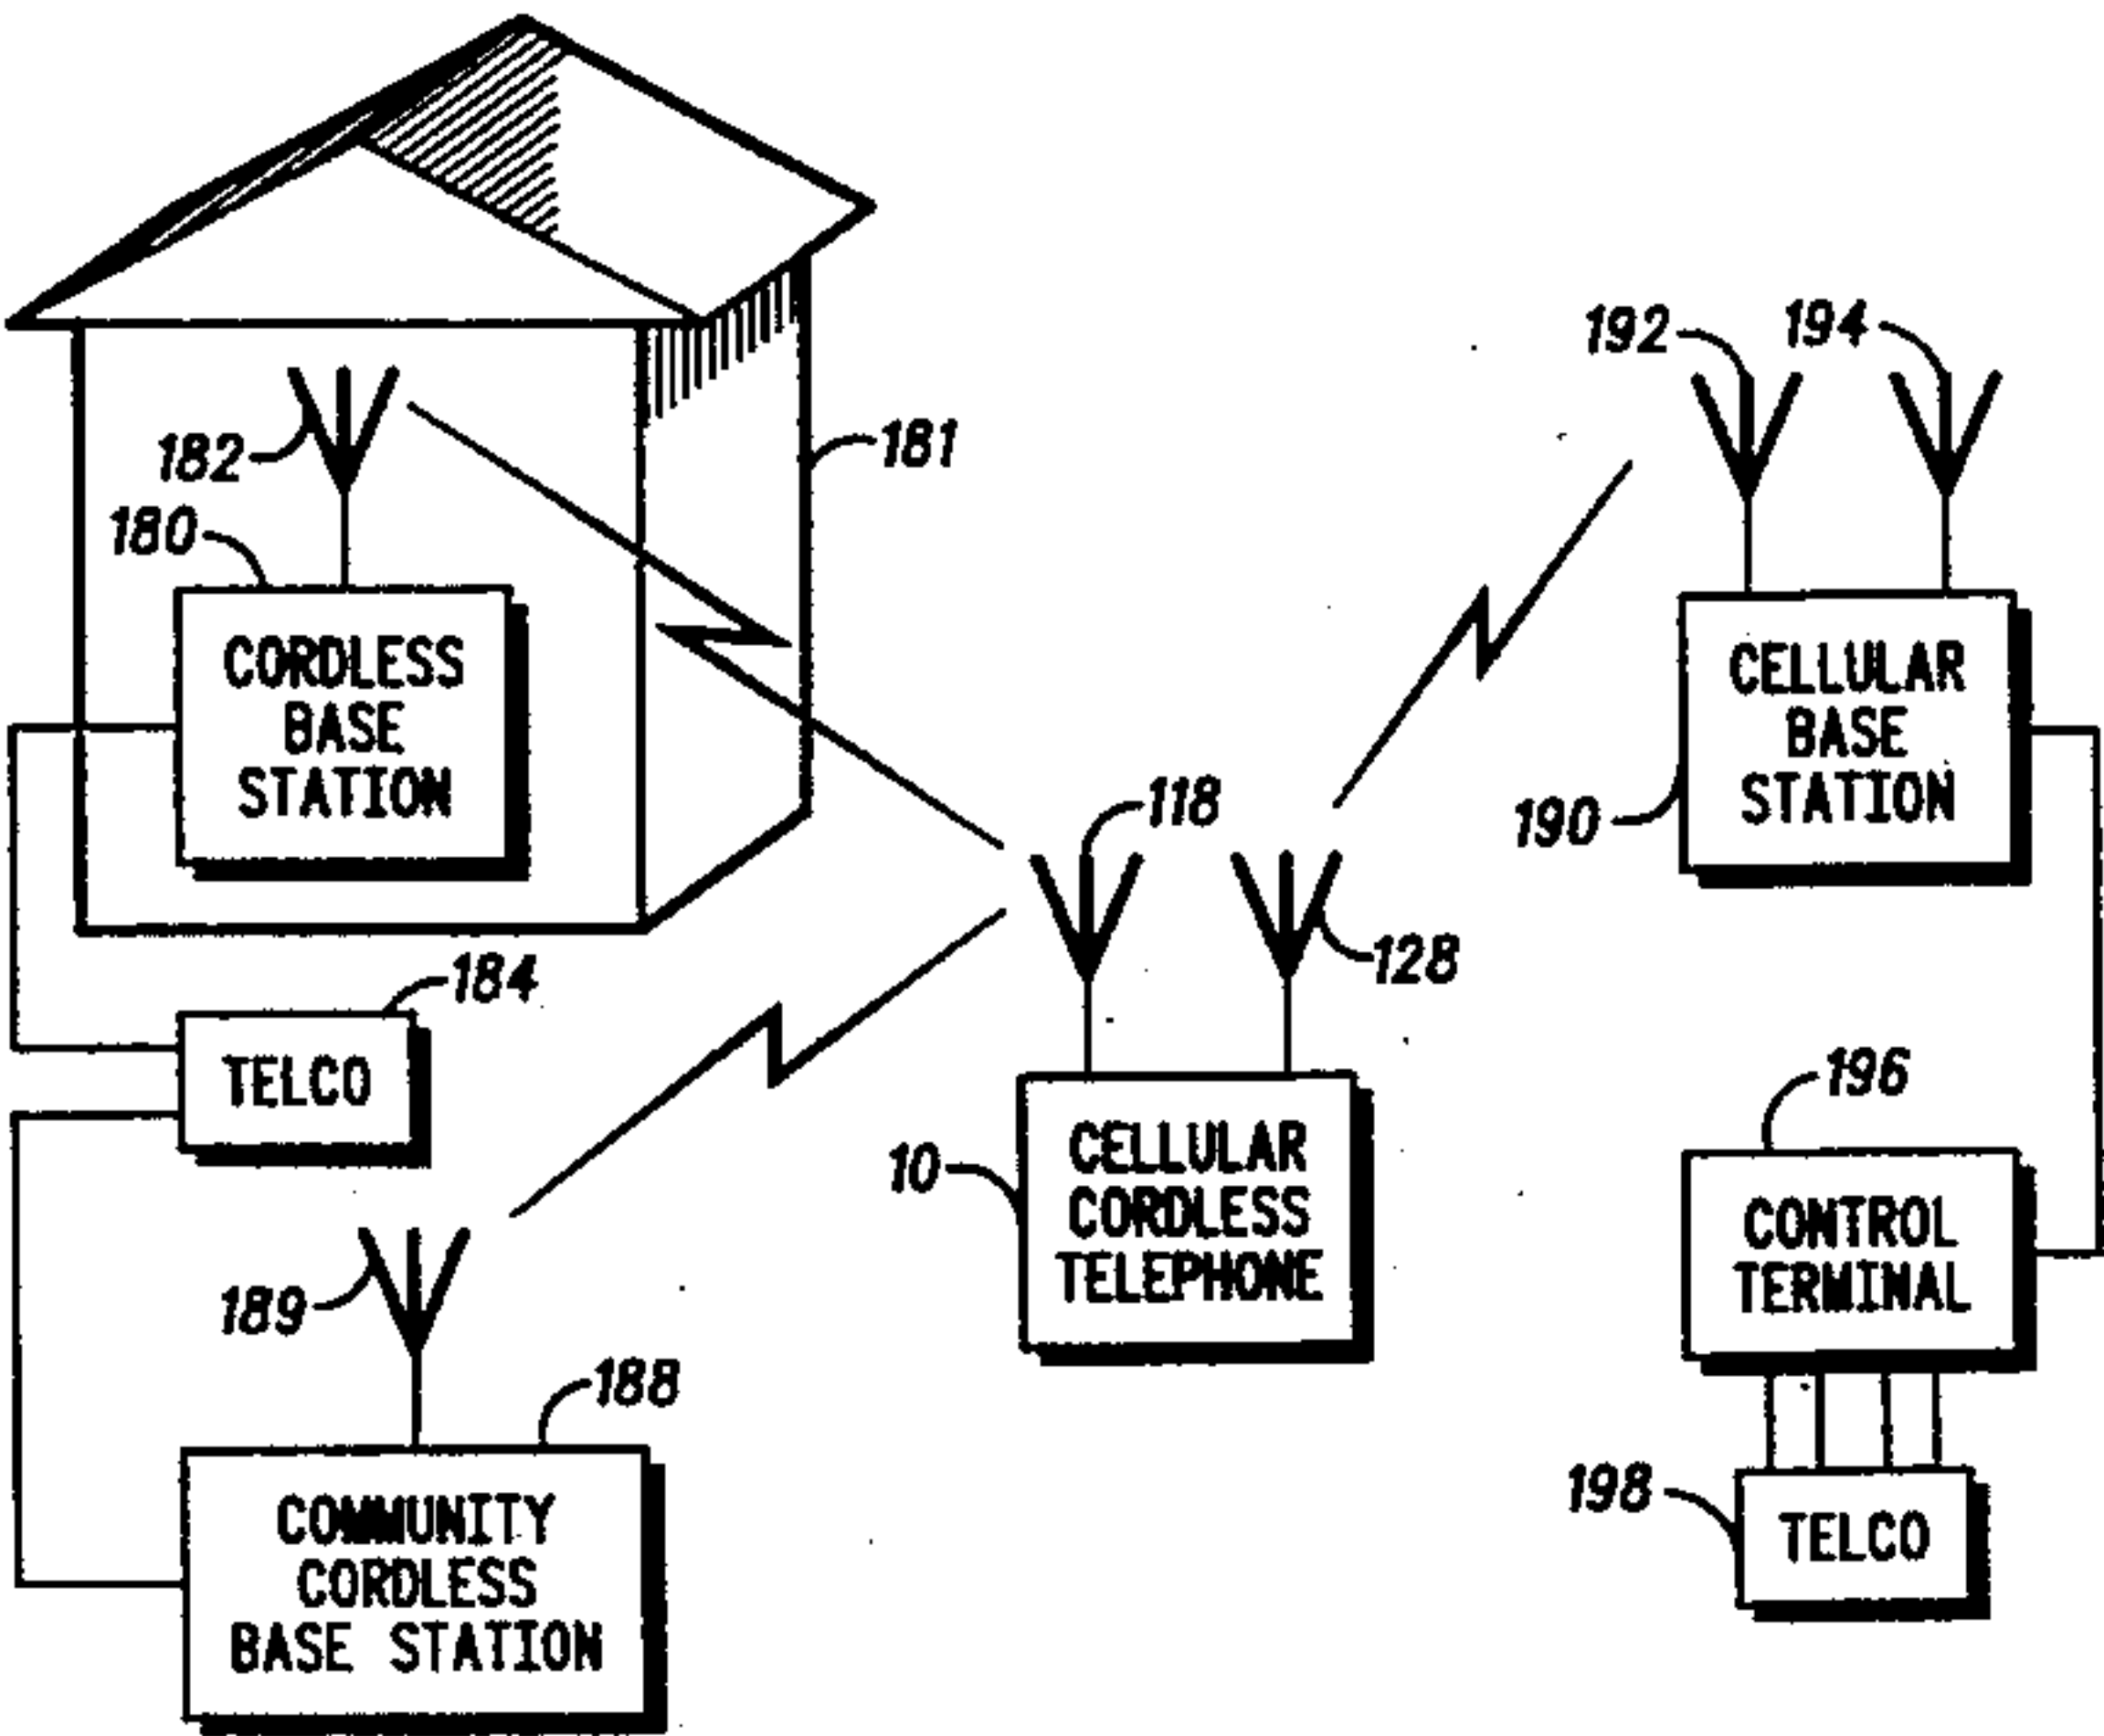 192
194
182
181
180
CORDLESS
BASE
STATION
CELLULAR
BASE
STATION
190
118
128
184
TELCO
196
10
CELLULAR
CORDLESS
TELEPHONE
CONTROL
TERMINAL
189
188
198
TELCO
COMMUNITY
CORDLESS
BASE STATION